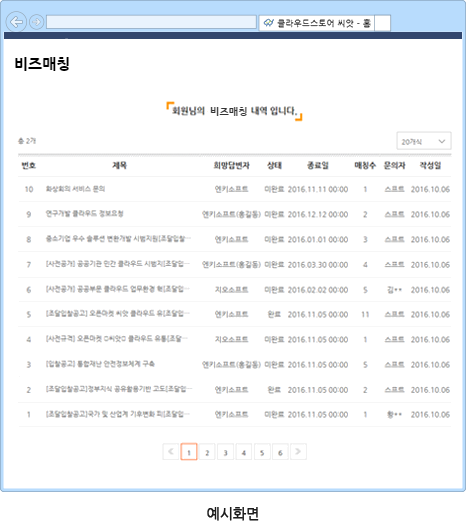 클라우드스토어 씨앗 - 홈
비즈매칭
회원님의 비즈매칭 내역 입니다.
총 2개
20개식
번호 제목 희망답변자 상태 종료일 매칭수 문의자 작성일
10 화상회의 서비스 문의 엔키소프트 미완료 2016.11.11 00:00 1 스프트 2016.10.06
9 연구개발 클라우드 정보요청 엔키소프트(홍길동) 미완료 2016.12.12 00:00 2 스프트 2016.10.06
8 중소기업 우수 솔루션 변환개발 시범지원[조달입찰… 엔키소프트 미완료 2016.01.01 00:00 3 스프트 2016.10.06
7 [사전공개] 공공기관 민간 클라우드 시범지[조달입… 엔키소프트(홍길동) 미완료 2016.03.30 00:00 4 스프트 2016.10.06
6 [사전공개] 공공부문 클라우드 업무환경 혁[조달입… 지오소프트 미완료 2016.02.02 00:00 5 김** 2016.10.06
5 [조달입찰공고] 오픈마켓 씨앗 클라우드 유[조달입… 엔키소프트 완료 2016.11.05 00:00 11 스프트 2016.10.06
4 [사전규격] 오픈마켓 □씨앗□ 클라우드 유통[조달… 지오소프트 미완료 2016.11.05 00:00 1 스프트 2016.10.06
3 [입찰공고] 통합재난 안전정보체계 구축 엔키소프트(홍길동) 미완료 2016.11.05 00:00 5 스프트 2016.10.06
2 [조달입찰공고]정부지식 공유활용기반 고도[조달입… 엔키소프트 완료 2016.11.05 00:00 2 스프트 2016.10.06
1 [조달입찰공고]국가 및 산업계 기후변화 피[조달입… 엔키소프트 미완료 2016.11.05 00:00 1 황** 2016.10.06
1 2 3 4 5 6
예시화면